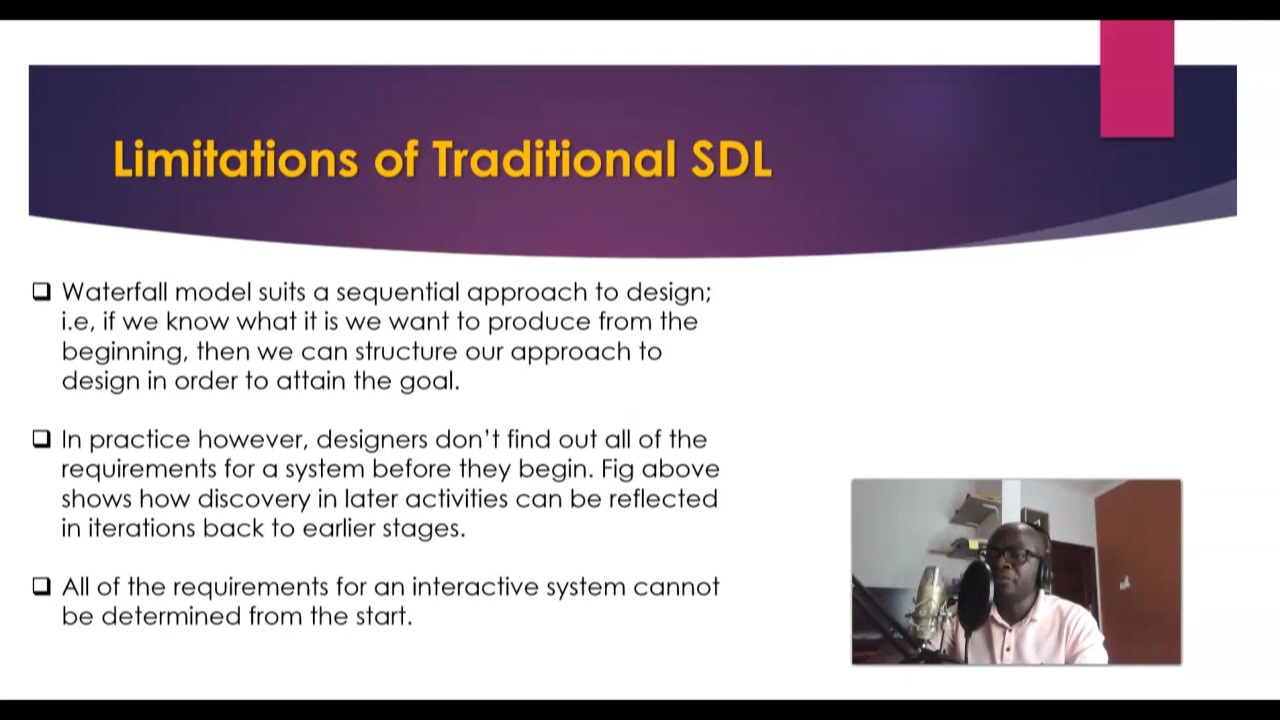 Limitations of Traditional SDL
Waterfall model suits a sequential approach to design;
i.e, if we know what it is we want to produce from the
beginning, then we can structure our approach to
design in order to attain the goal.
In practice however, designers don't find out all of the
requirements for a system before they begin. Fig above
shows how discovery in later activities can be reflected
in iterations back to earlier stages.
All of the requirements for an interactive system cannot
be determined from the start.